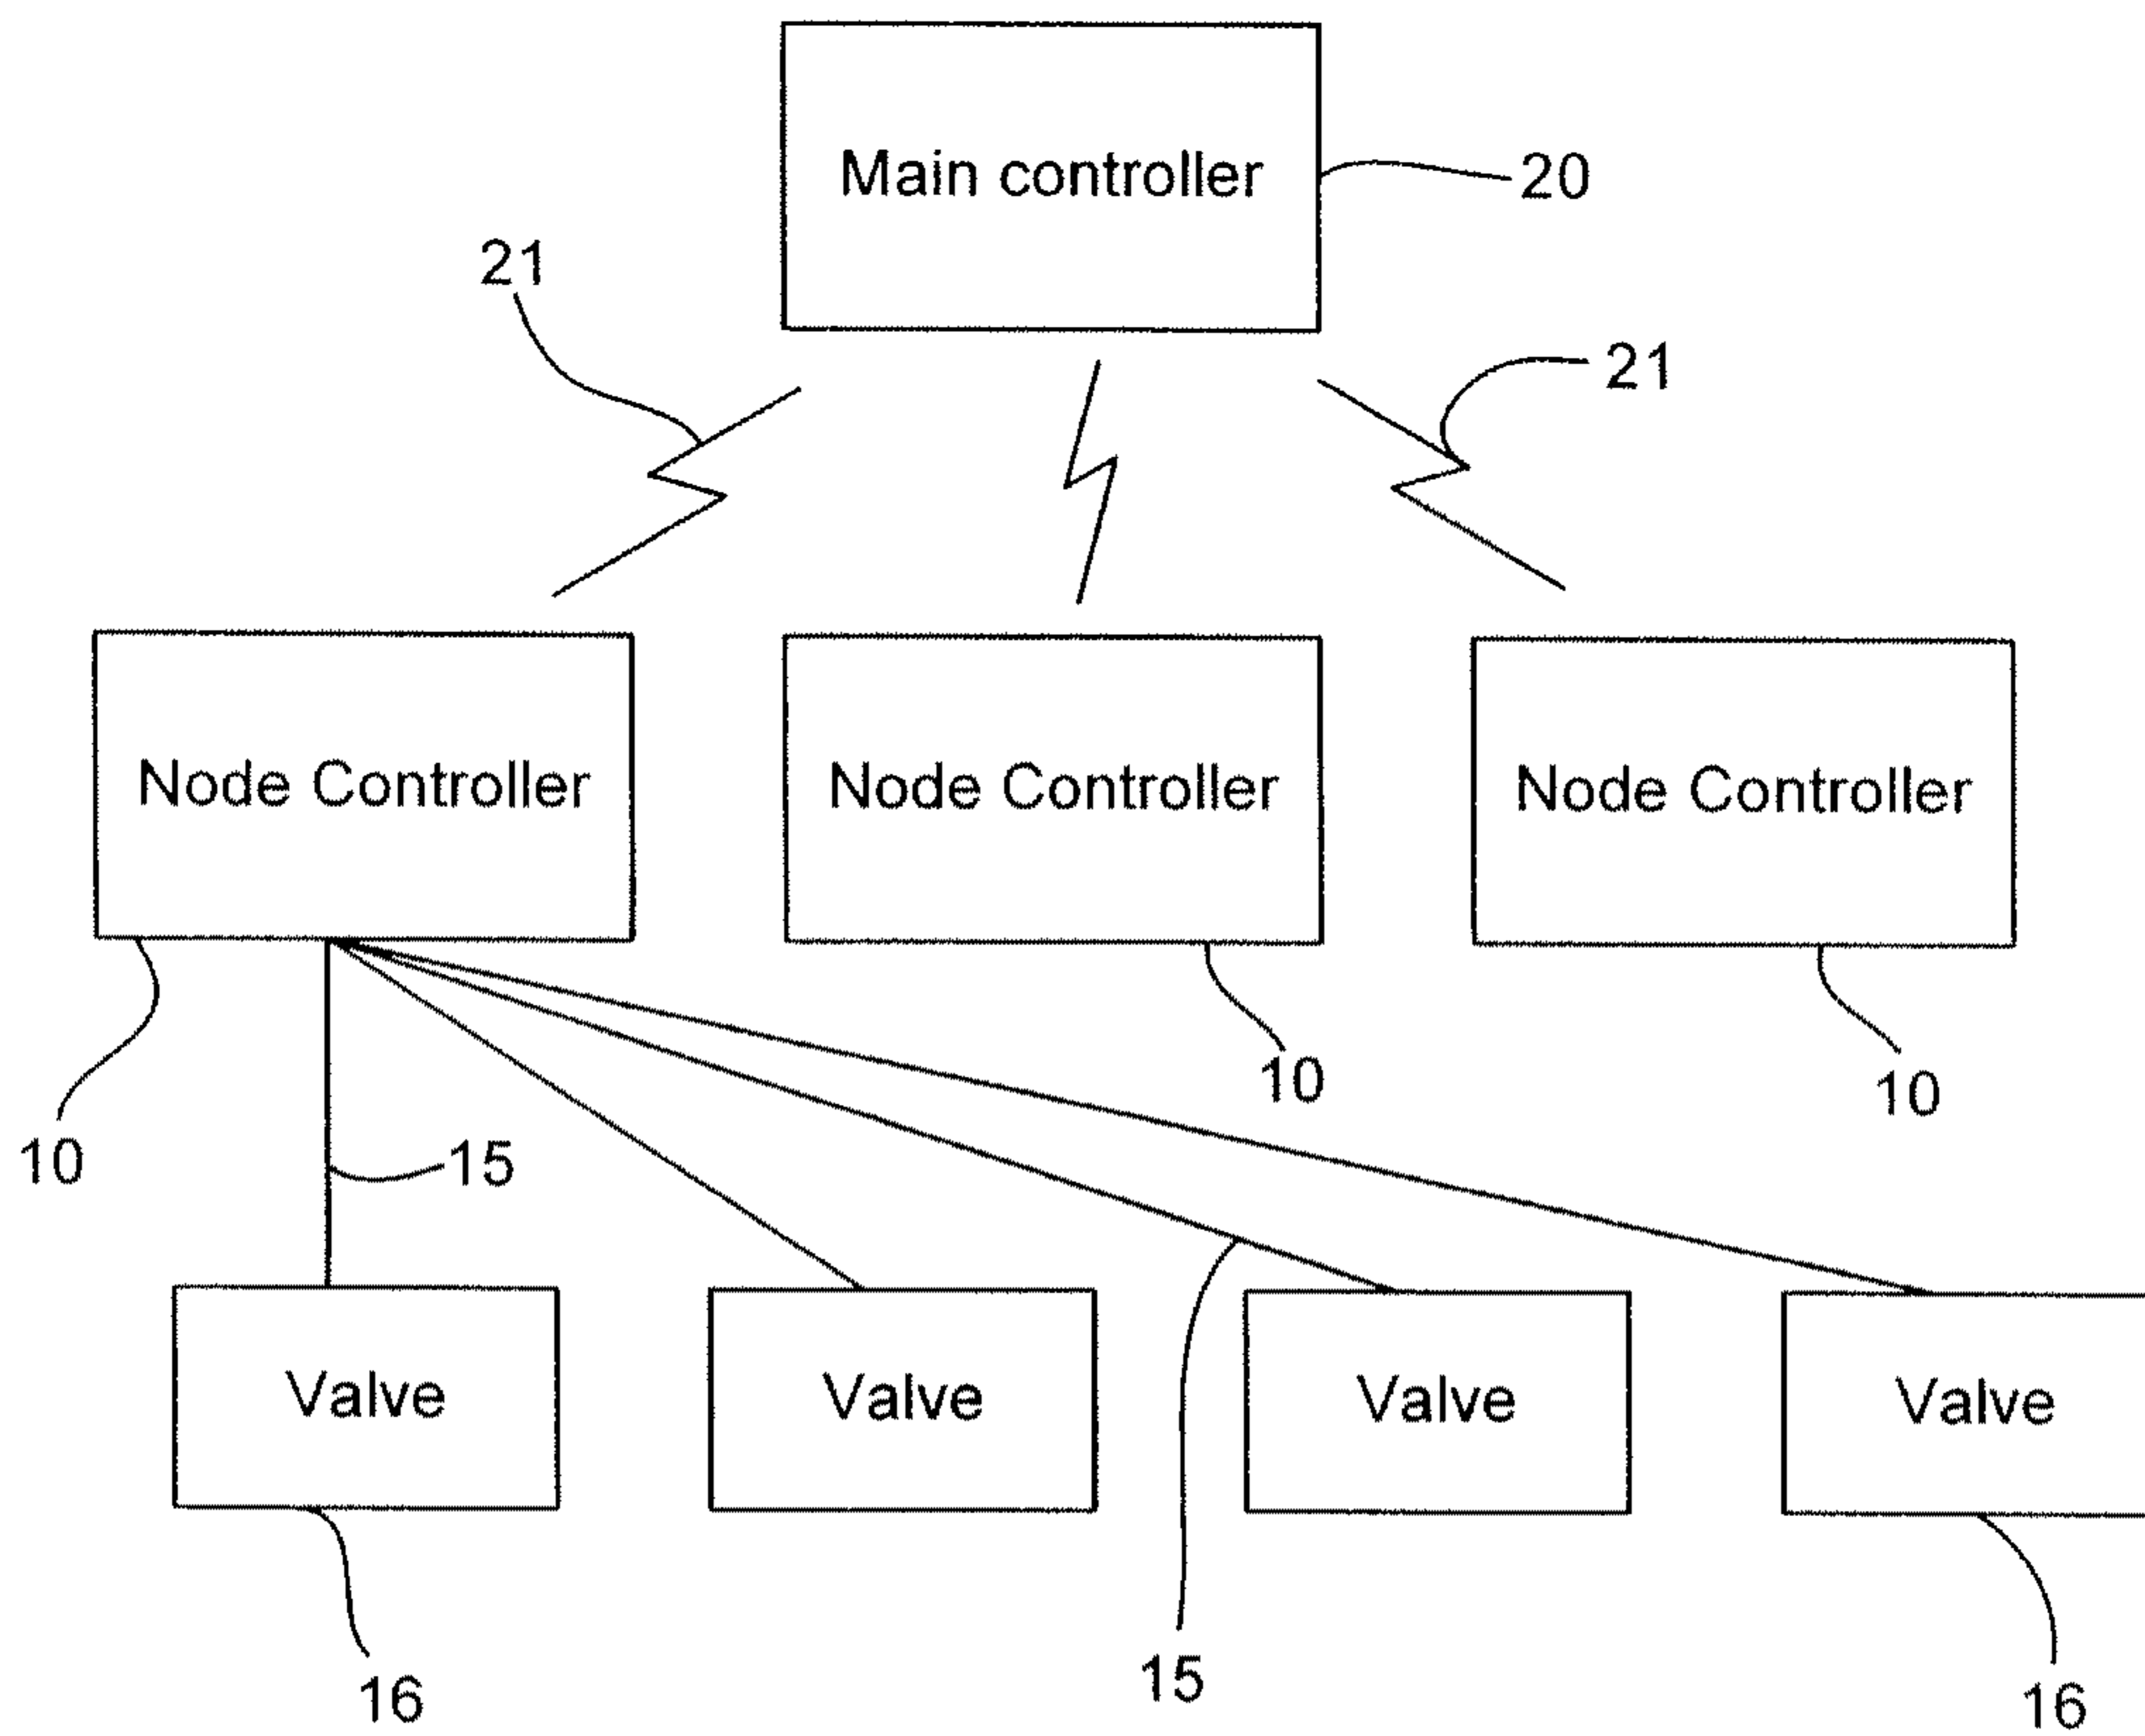 Main controller
20
21
21
Node Controller
Node Controller
Node Controller
10
10
10
15
Valve
Valve
Valve
Valve
16
15
16